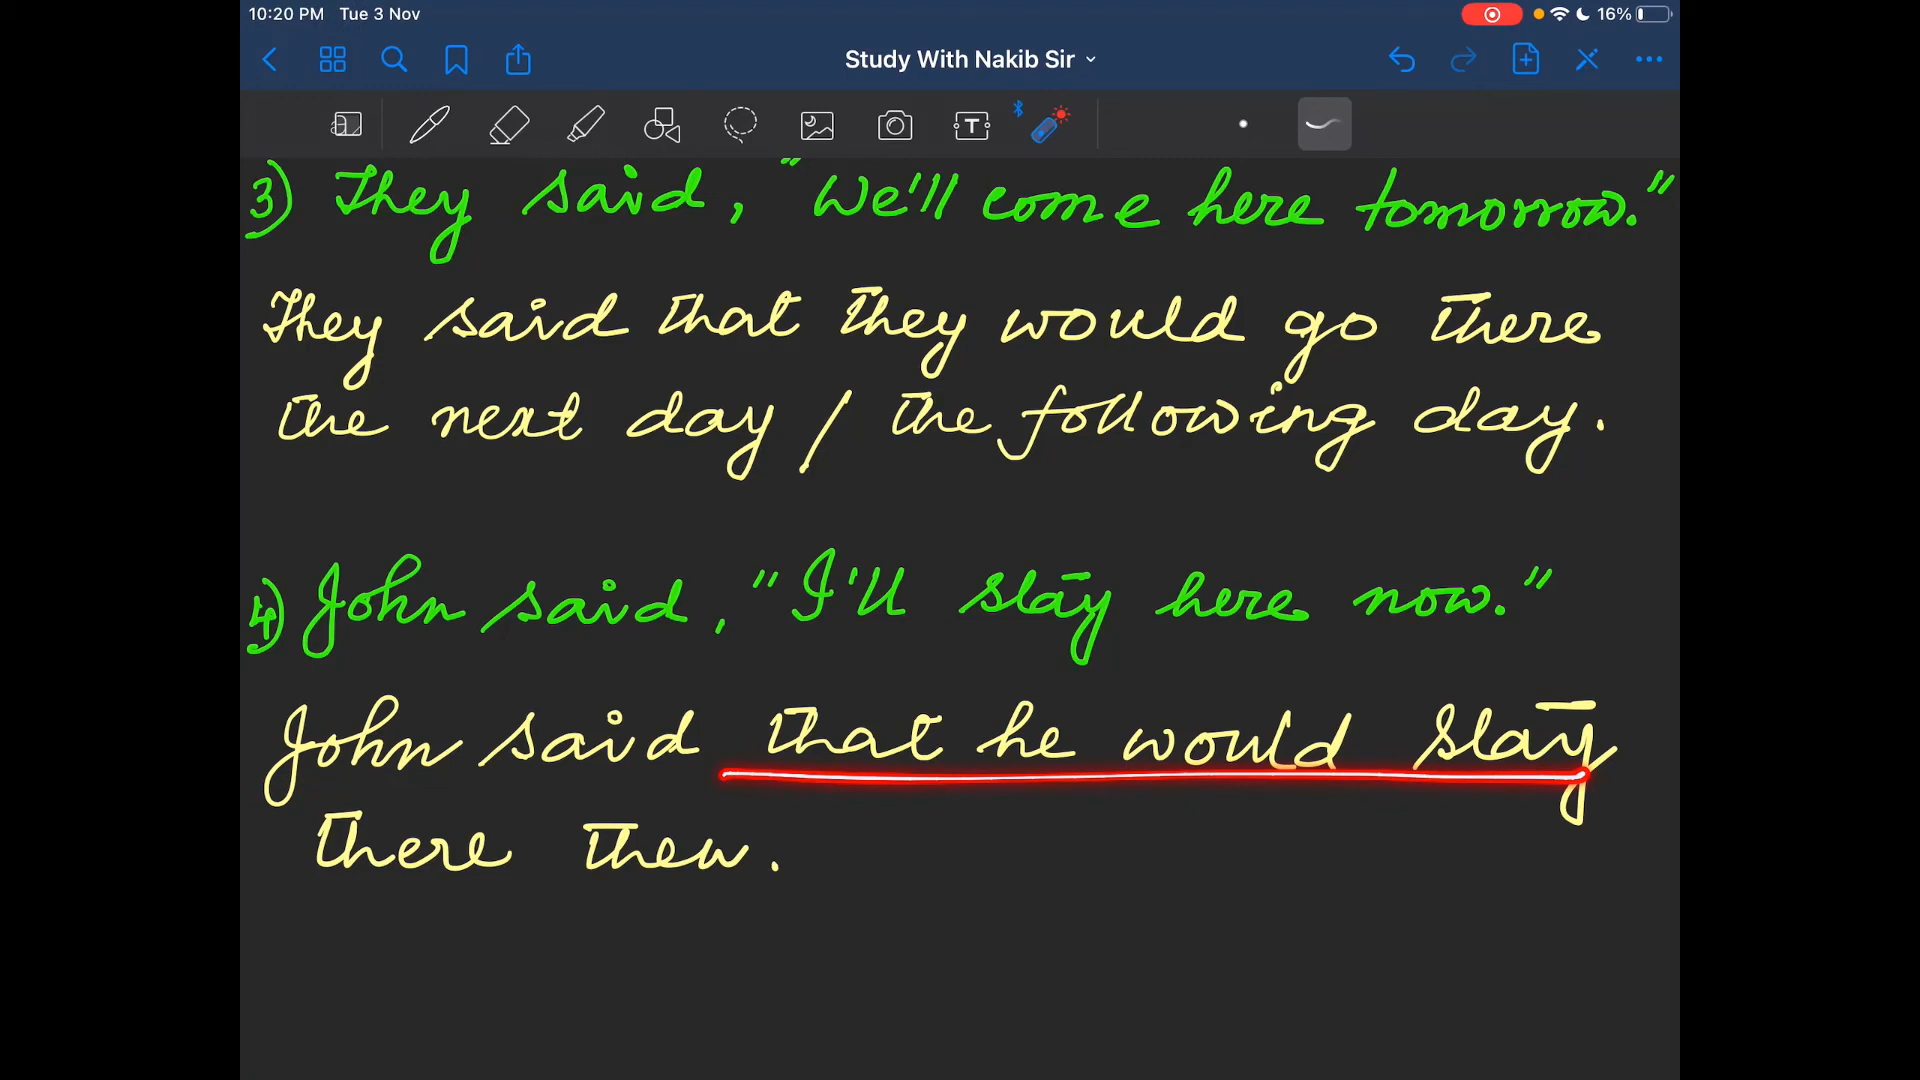 10:20 PM Tue 3 Nov
16%
Study With Nakib Sir
3) They said, "We'll come here tomorrow."
They said that they would go there
the next day / the following day.
4) John said, "I'll stay here now."
John said that he would stay
there then.